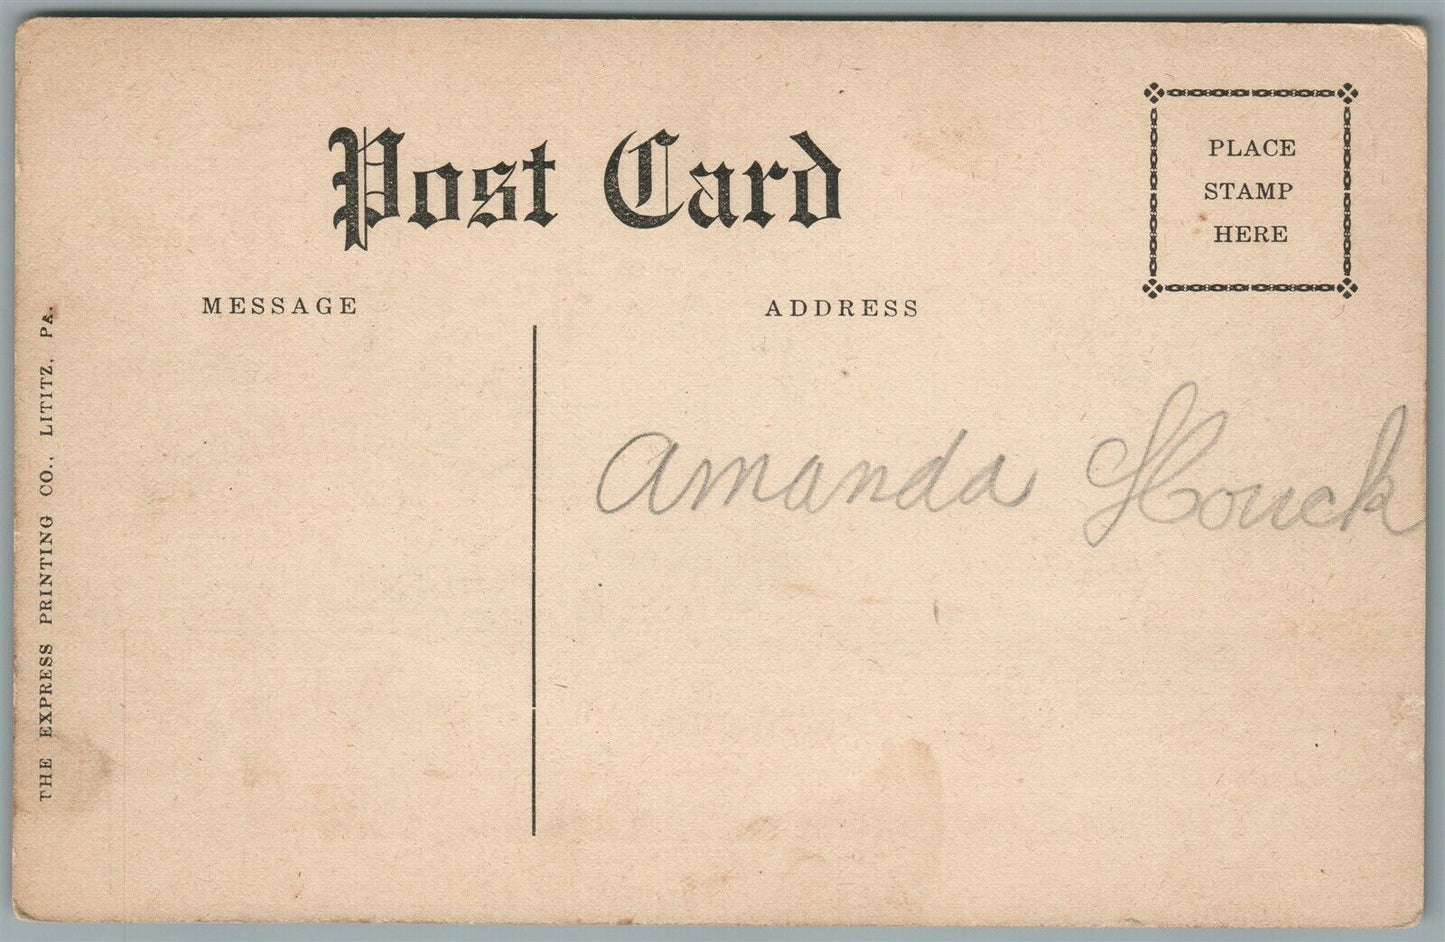 Post Card
PLACE
STAMP
HERE
MESSAGE
ADDRESS
Amanda Houck
THE EXPRESS PRINTING CO., LITITZ, PA.